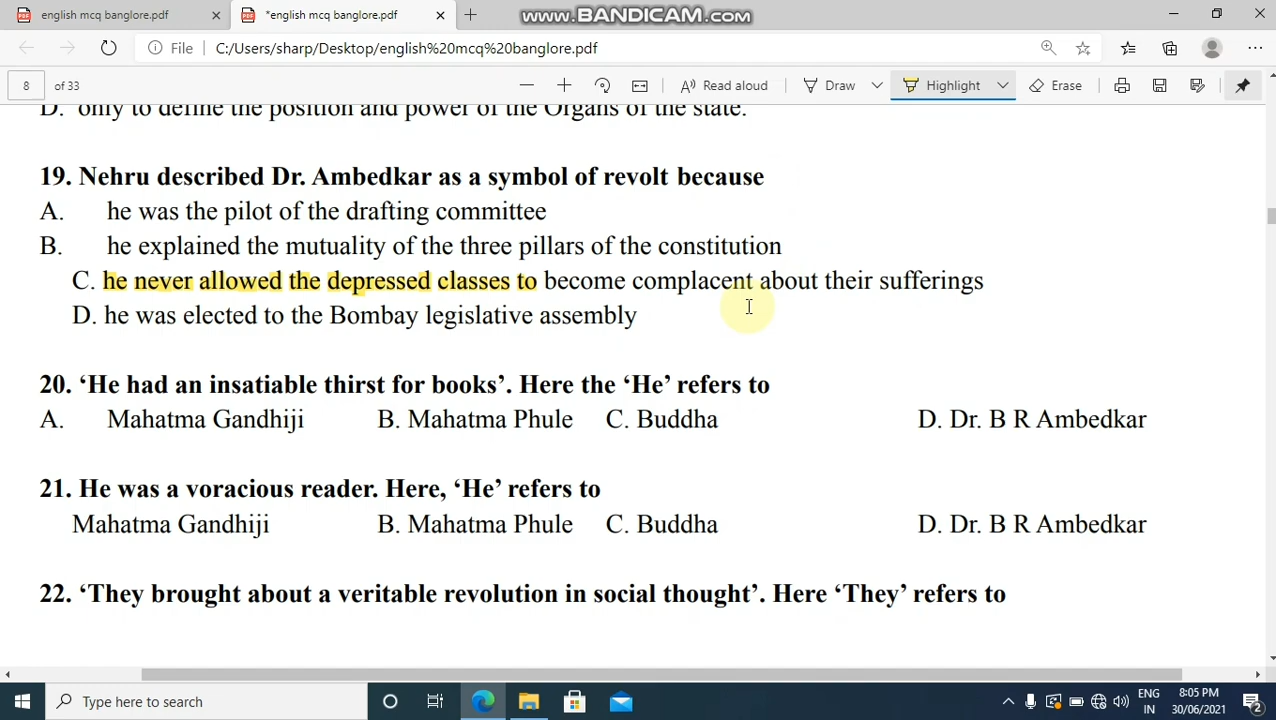 english mcq banglore.pdf
*english mcq banglore.pdf
www.BANDICAM.com
File
C:/Users/sharp/Desktop/english%20mcq%20banglore.pdf
8 of 33
Read aloud
Draw
Highlight
Erase
D. only to define the position and power of the Organs of the state.
19. Nehru described Dr. Ambedkar as a symbol of revolt because
A. he was the pilot of the drafting committee
B. he explained the mutuality of the three pillars of the constitution
C. he never allowed the depressed classes to become complacent about their sufferings
D. he was elected to the Bombay legislative assembly
20. ‘He had an insatiable thirst for books’. Here the ‘He’ refers to
A. Mahatma Gandhiji B. Mahatma Phule C. Buddha D. Dr. B R Ambedkar
21. He was a voracious reader. Here, ‘He’ refers to
Mahatma Gandhiji B. Mahatma Phule C. Buddha D. Dr. B R Ambedkar
22. ‘They brought about a veritable revolution in social thought’. Here ‘They’ refers to
Type here to search
ENG
IN
8:05 PM
30/06/2021
2